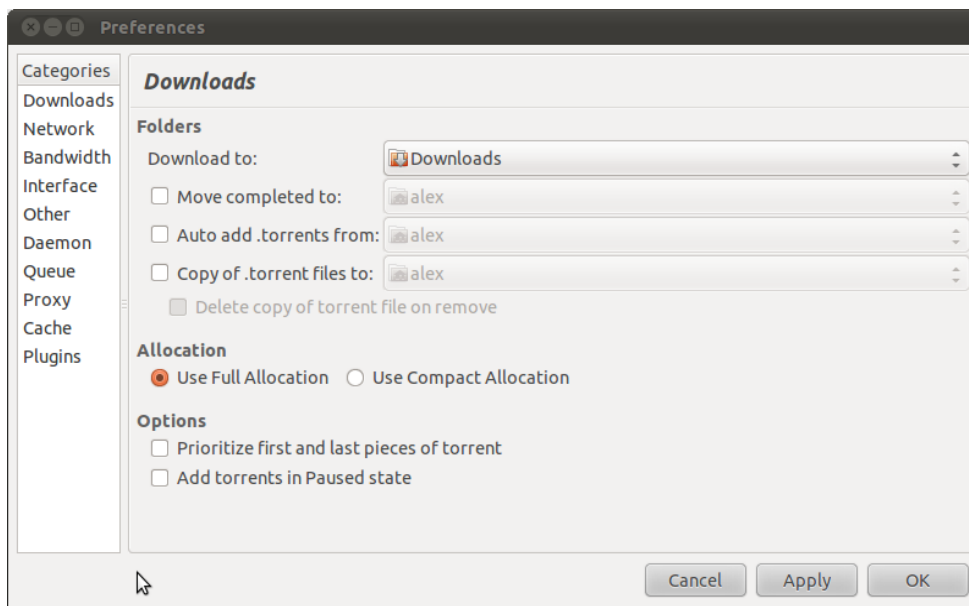 Preferences
Categories
Downloads
Network
Bandwidth
Interface
Other
Daemon
Queue
Proxy
Cache
Plugins
Downloads
Folders
Download to: Downloads
Move completed to: alex
Auto add .torrents from: alex
Copy of .torrent files to: alex
Delete copy of torrent file on remove
Allocation
Use Full Allocation Use Compact Allocation
Options
Prioritize first and last pieces of torrent
Add torrents in Paused state
Cancel Apply OK